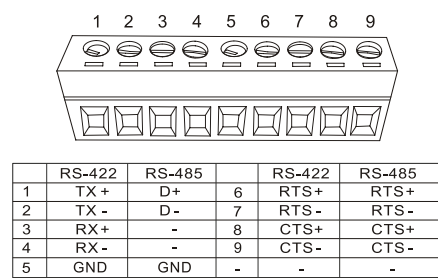 1 2 3 4 5 6 7 8 9
RS-422 RS-485 RS-422 RS-485
1 TX+ D+ 6 RTS+ RTS+
2 TX- D- 7 RTS- RTS-
3 RX+ - 8 CTS+ CTS+
4 RX- - 9 CTS- CTS-
5 GND GND - - -